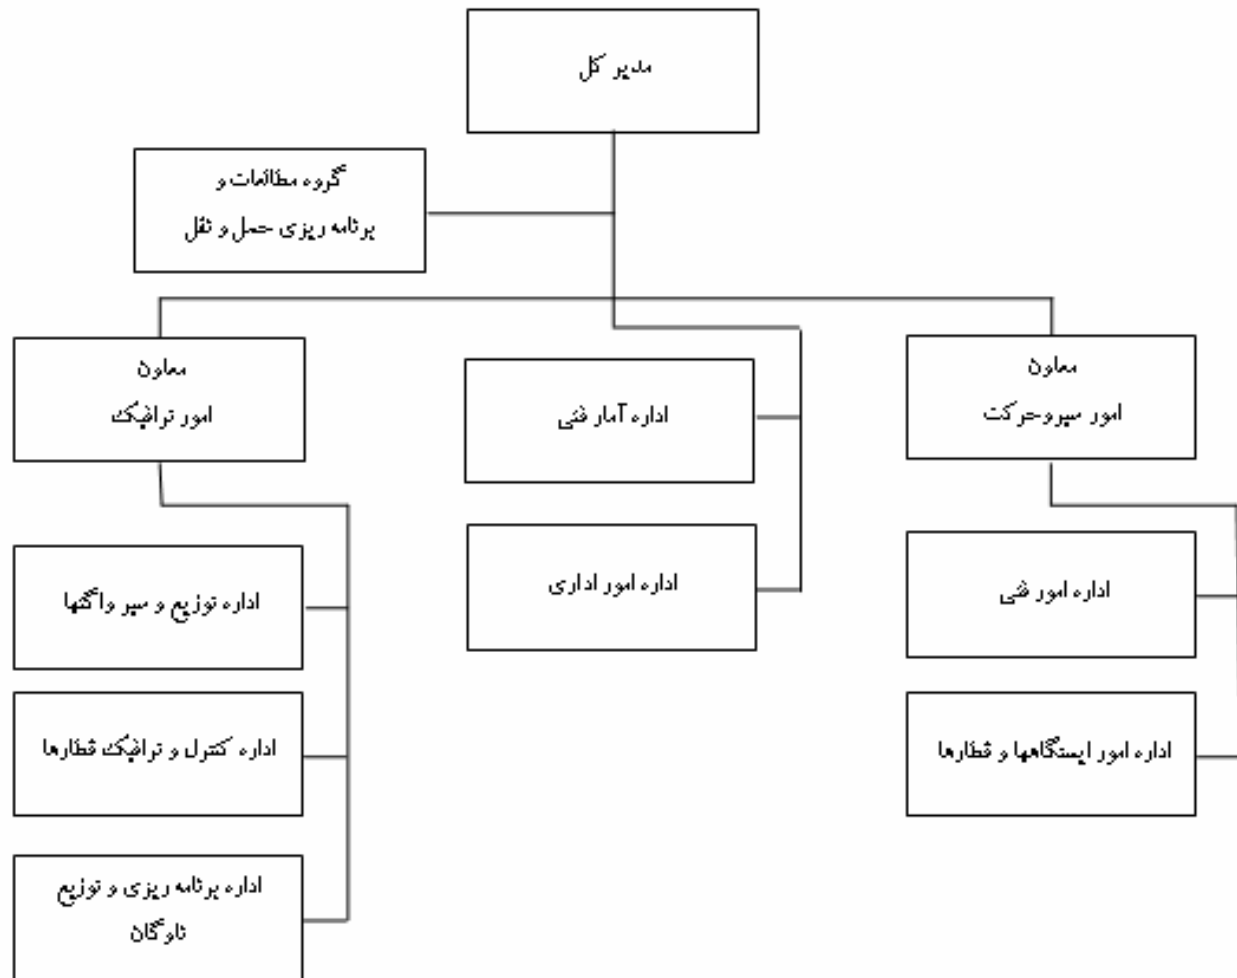 مدیر کل
گروه مطالعات و
برنامه ریزی حمل و نقل
معاون
امور سیروحرکت
معاون
امور ترافیک
اداره آمار فنی
اداره امور اداری
اداره امور فنی
اداره امور ایستگاهها و قطارها
اداره توزیع و سیر واگنها
اداره کنترل و ترافیک قطارها
اداره برنامه ریزی و توزیع
ناوگان